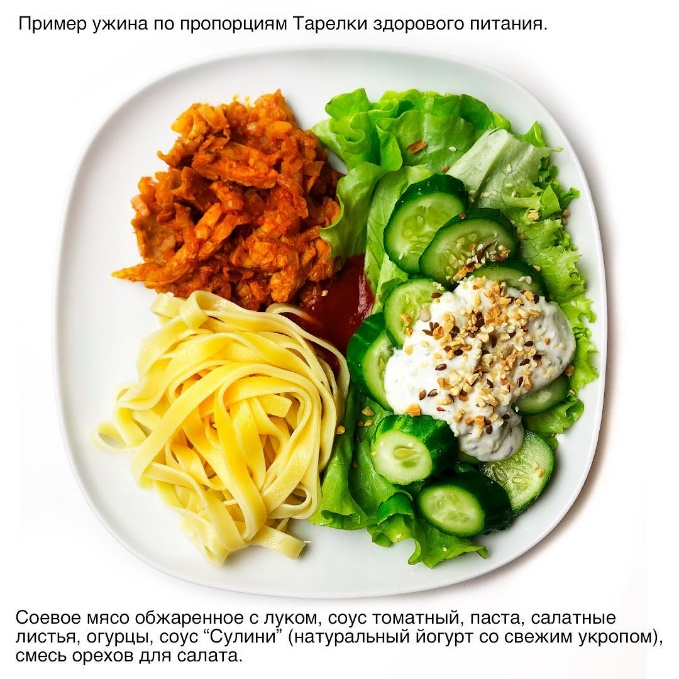 Пример ужина по пропорциям Тарелки здорового питания.
Соевое мясо обжаренное с луком, соус томатный, паста, салатные
листья, огурцы, соус “Сулини” (натуральный йогурт со свежим укропом),
смесь орехов для салата.